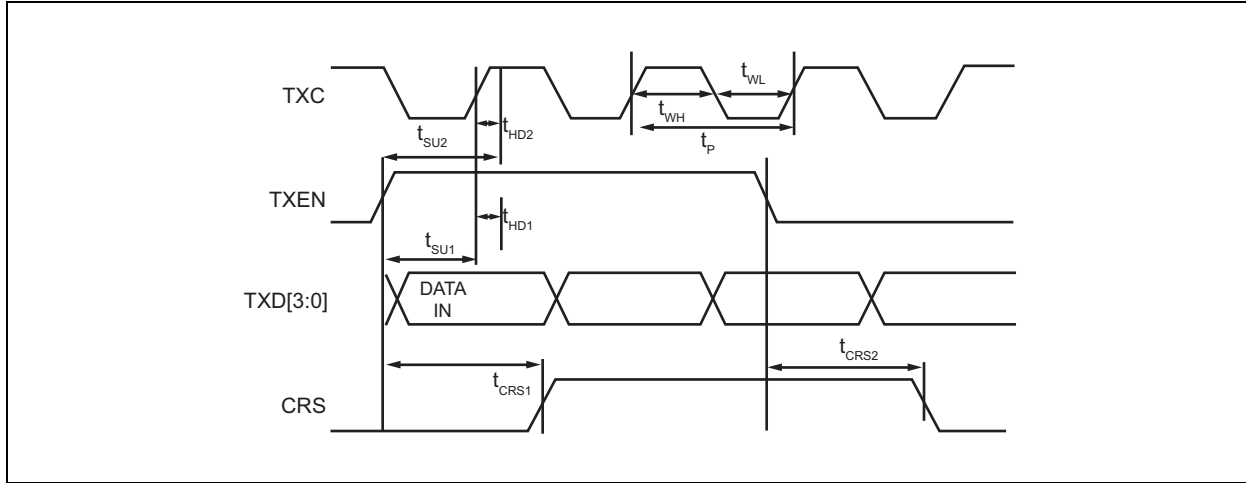 TXC
t_WL
t_WH
t_P
t_HD2
t_SU2
TXEN
t_HD1
t_SU1
TXD[3:0]
DATA
IN
t_CRS2
t_CRS1
CRS